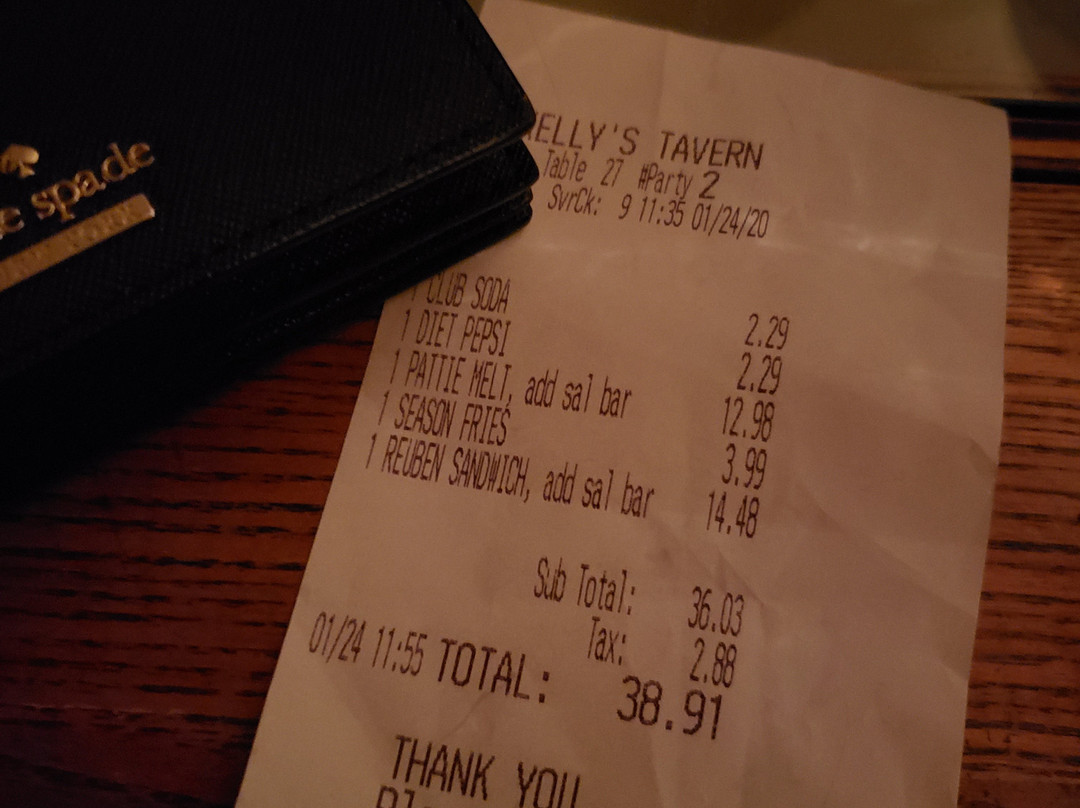 spade
ELLY'S TAVERN
Table 27 #Party 2
SvrCk: 9 11:35 01/24/20
1 CLUB SODA 2.29
1 DIET PEPSI 2.29
1 PATTIE MELT, add sal bar 12.98
1 SEASON FRIES 3.99
1 REUBEN SANDWICH, add sal bar 14.48
Sub Total: 36.03
Tax: 2.88
01/24 11:55 TOTAL: 38.91
THANK YOU